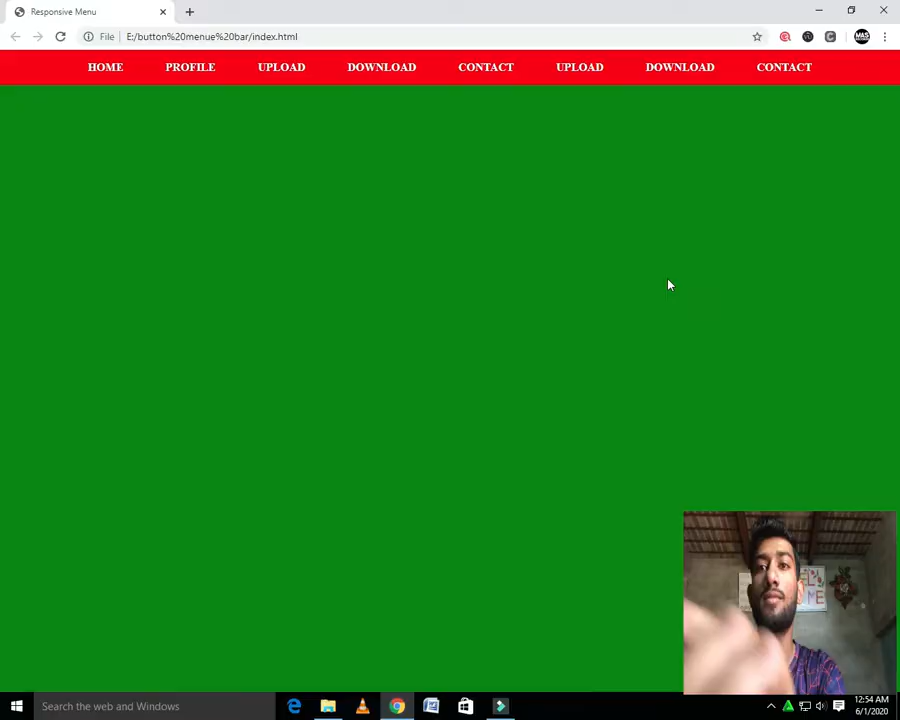 Responsive Menu
File E:/button%20menue%20bar/index.html
HOME PROFILE UPLOAD DOWNLOAD CONTACT UPLOAD DOWNLOAD CONTACT
Search the web and Windows
12:54 AM
6/1/2020